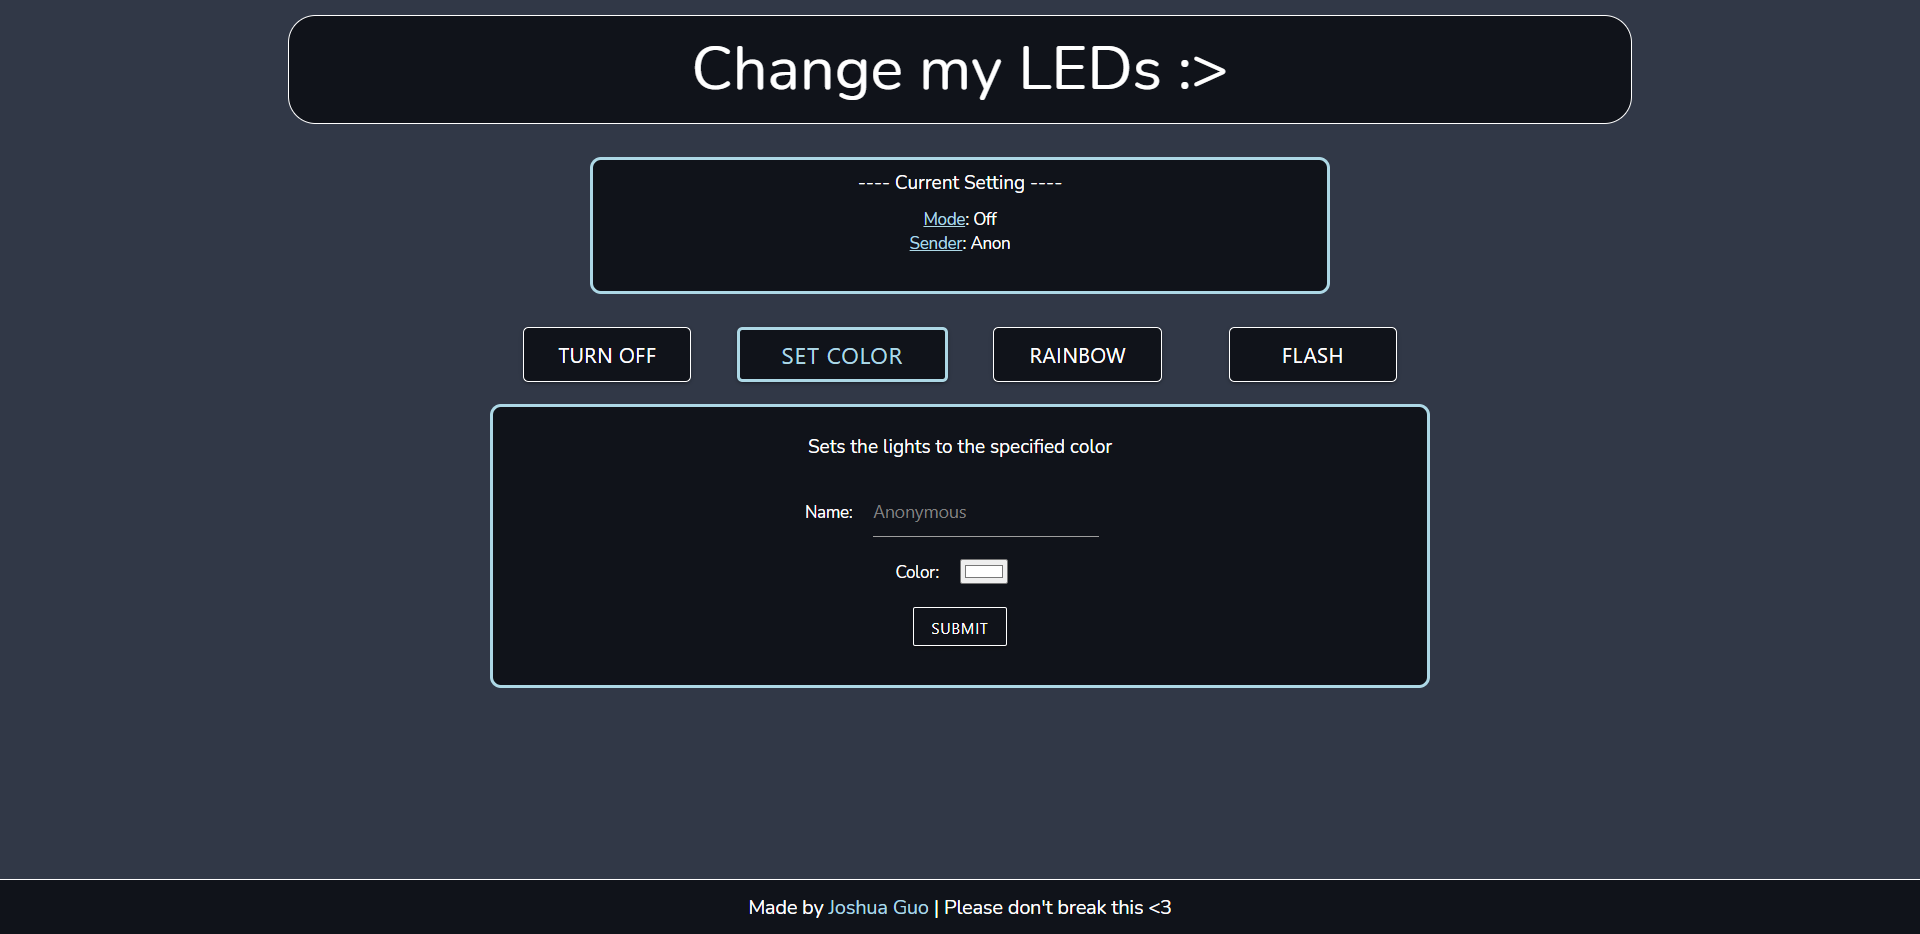 Change my LEDs :>
---- Current Setting ----
Mode: Off
Sender: Anon
TURN OFF
SET COLOR
RAINBOW
FLASH
Sets the lights to the specified color
Name: Anonymous
Color:
SUBMIT
Made by Joshua Guo | Please don't break this <3